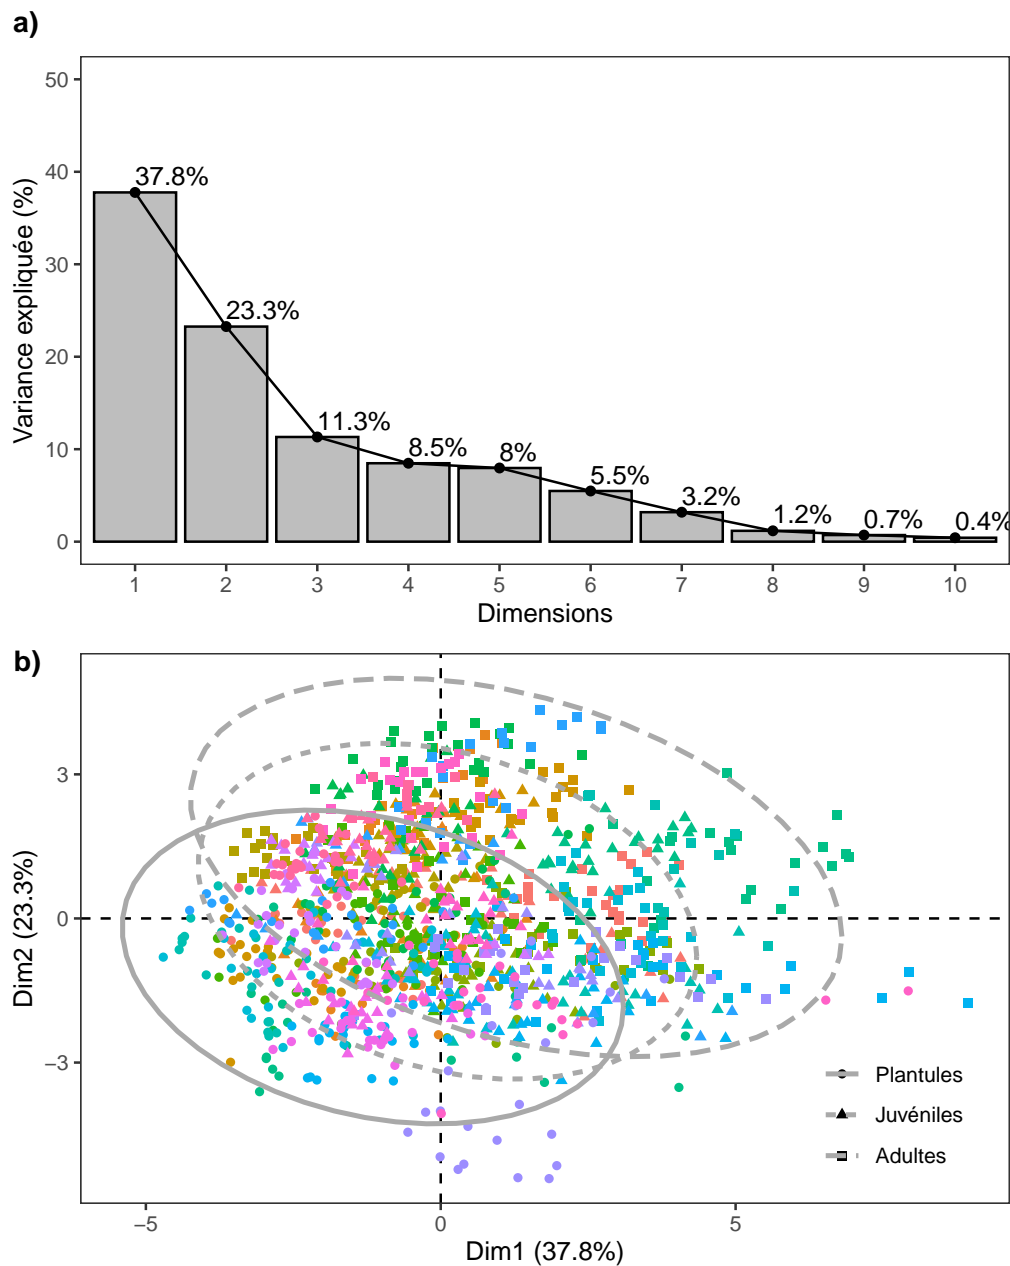 a)
Variance expliquée (%)
50
40
30
20
10
0
37.8%
23.3%
11.3%
8.5%
8%
5.5%
3.2%
1.2%
0.7%
0.4%
1 2 3 4 5 6 7 8 9 10
Dimensions
b)
Dim2 (23.3%)
3
0
−3
Plantules
Juvéniles
Adultes
−5 0 5
Dim1 (37.8%)